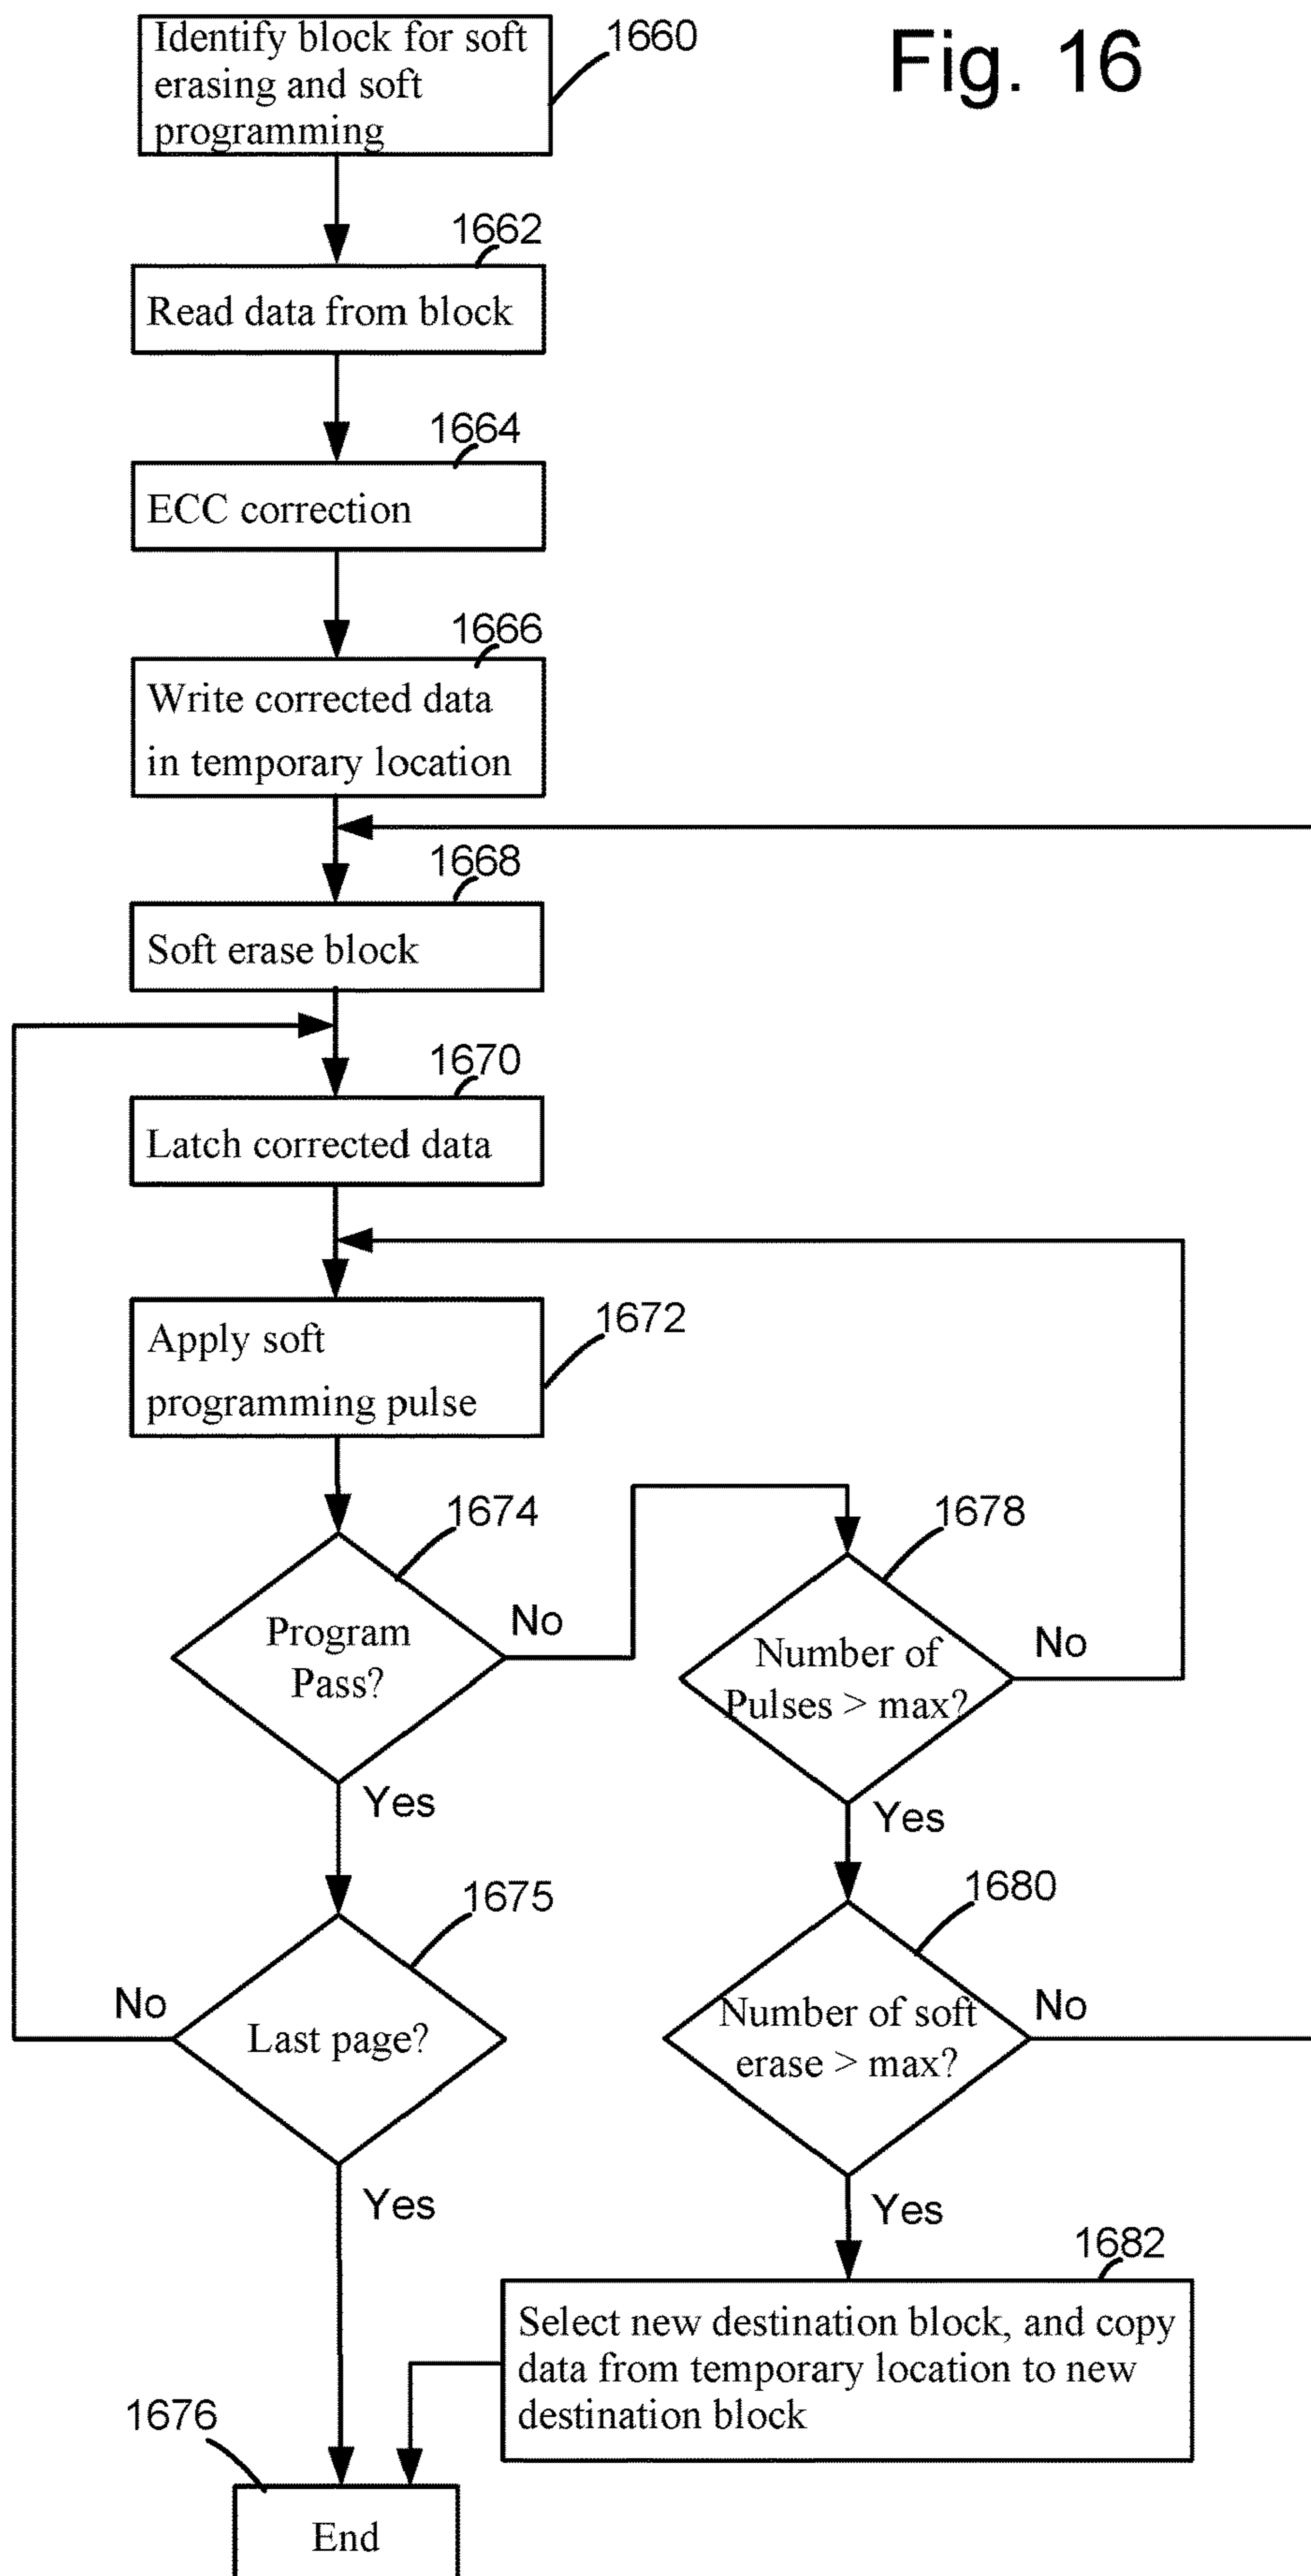 Fig. 16
Identify block for soft
erasing and soft
programming
1660
1662
Read data from block
1664
ECC correction
1666
Write corrected data
in temporary location
1668
Soft erase block
1670
Latch corrected data
Apply soft
programming pulse
1672
1674
Program
Pass?
No
Yes
1678
Number of
Pulses > max?
No
Yes
1675
Last page?
No
Yes
1680
Number of soft
erase > max?
No
Yes
1682
Select new destination block, and copy
data from temporary location to new
destination block
1676
End